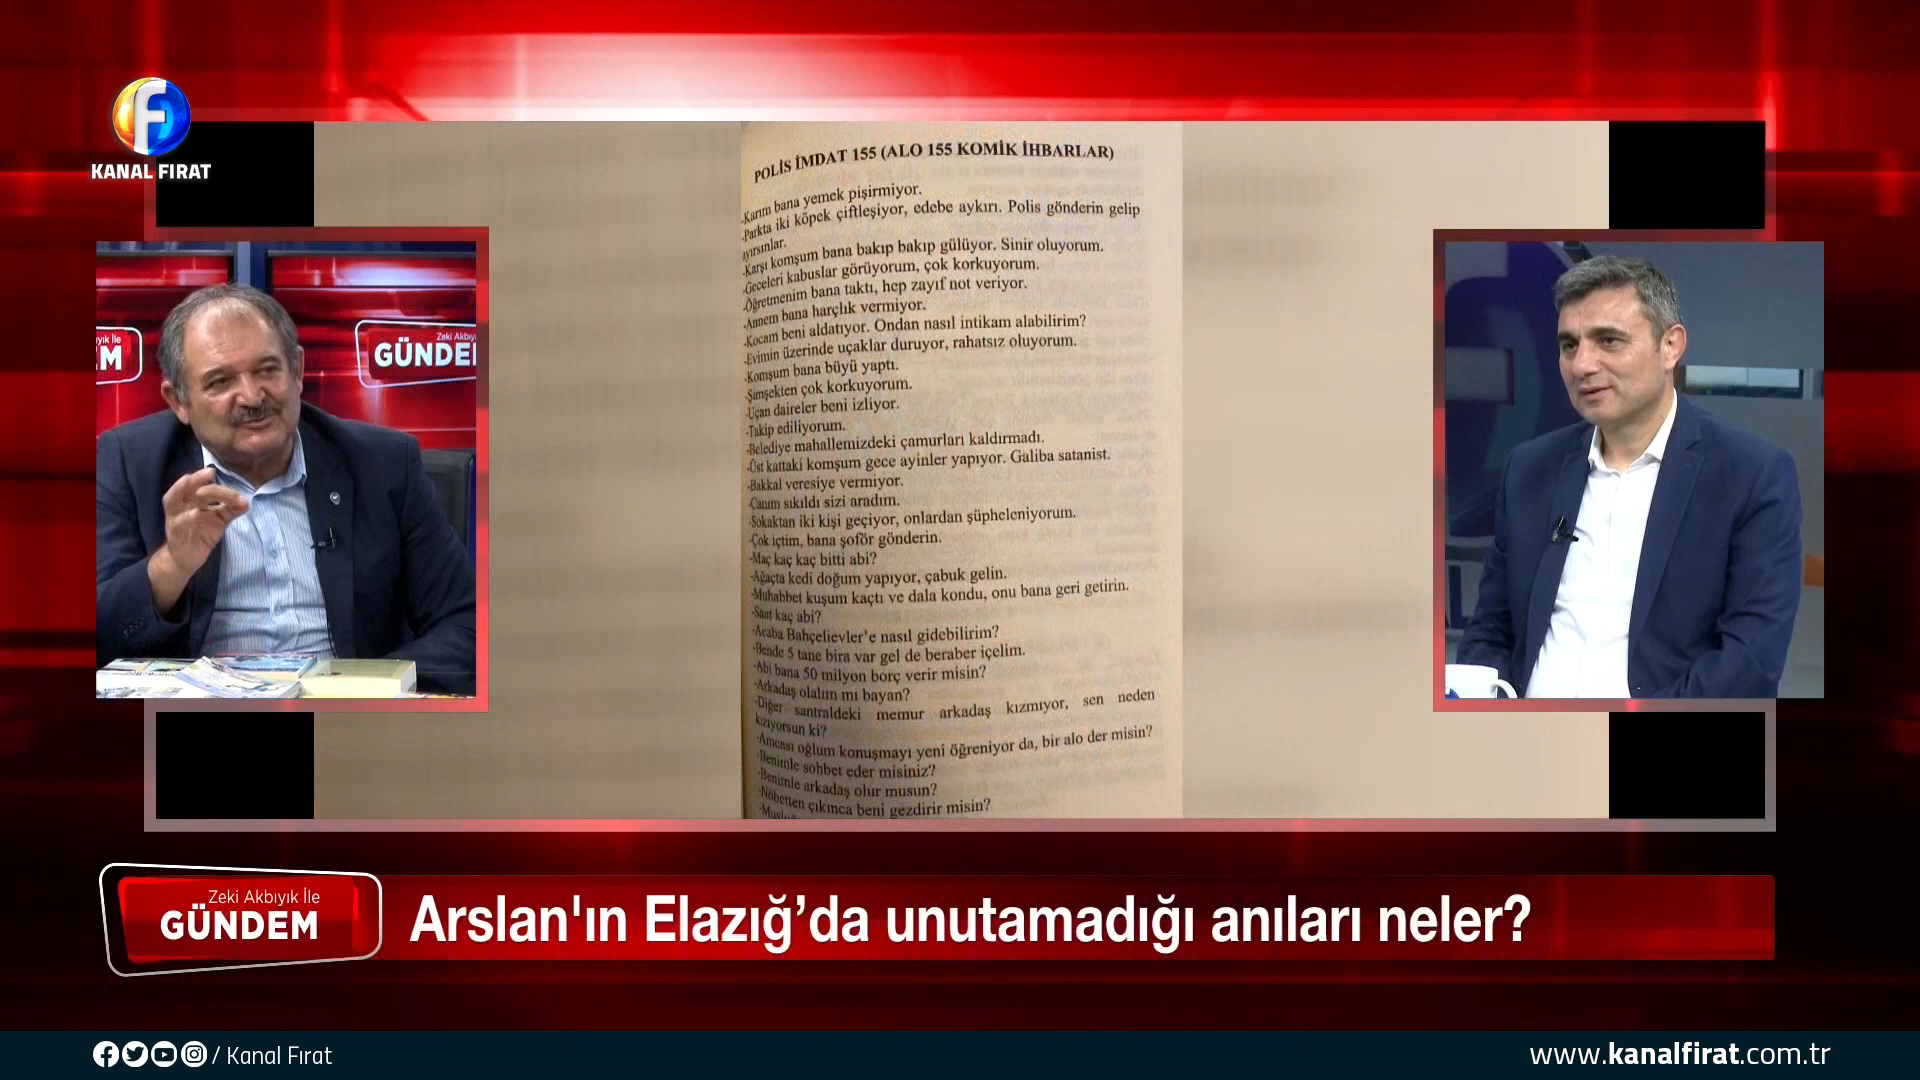 KANAL FIRAT
POLİS İMDAT 155 (ALO 155 KOMİK İHBARLAR)
-Karım bana yemek pişirmiyor.
-Parkta iki köpek çiftleşiyor, edebe aykırı. Polis gönderin gelip
ayırsınlar.
-Karşı komşum bana bakıp bakıp gülüyor. Sinir oluyorum.
-Geceleri kabuslar görüyorum, çok korkuyorum.
-Öğretmenim bana taktı, hep zayıf not veriyor.
-Annem bana harçlık vermiyor.
-Kocam beni aldatıyor. Ondan nasıl intikam alabilirim?
-Evimin üzerinde uçaklar duruyor, rahatsız oluyorum.
-Komşum bana büyü yaptı.
-Şimşekten çok korkuyorum.
-Uçan daireler beni izliyor.
-Takip ediliyorum.
-Belediye mahallemizdeki çamurları kaldırmadı.
-Üst kattaki komşum gece ayinler yapıyor. Galiba satanist.
-Bakkal veresiye vermiyor.
-Canım sıkıldı sizi aradım.
-Sokaktan iki kişi geçiyor, onlardan şüpheleniyorum.
-Çok içtim, bana şoför gönderin.
-Maç kaç kaç bitti abi?
-Ağaçta kedi doğum yapıyor, çabuk gelin.
-Muhabbet kuşum kaçtı ve dala kondu, onu bana geri getirin.
-Saat kaç abi?
-Acaba Bahçelievler'e nasıl gidebilirim?
-Bende 5 tane bira var gel de beraber içelim.
-Abi bana 50 milyon borç verir misin?
-Arkadaş olalım mı bayan?
-Diğer santraldeki memur arkadaş kızmıyor, sen neden
kızıyorsun ki?
-Amcası oğlum konuşmayı yeni öğreniyor da, bir alo der misin?
-Benimle sohbet eder misiniz?
-Benimle arkadaş olur musun?
-Nöbetten çıkınca beni gezdirir misin?
yık İle
M
Zeki Akbıyı
GÜNDE
Zeki Akbıyık İle
GÜNDEM
Arslan'ın Elazığ’da unutamadığı anıları neler?
/ Kanal Fırat
www.kanalfirat.com.tr